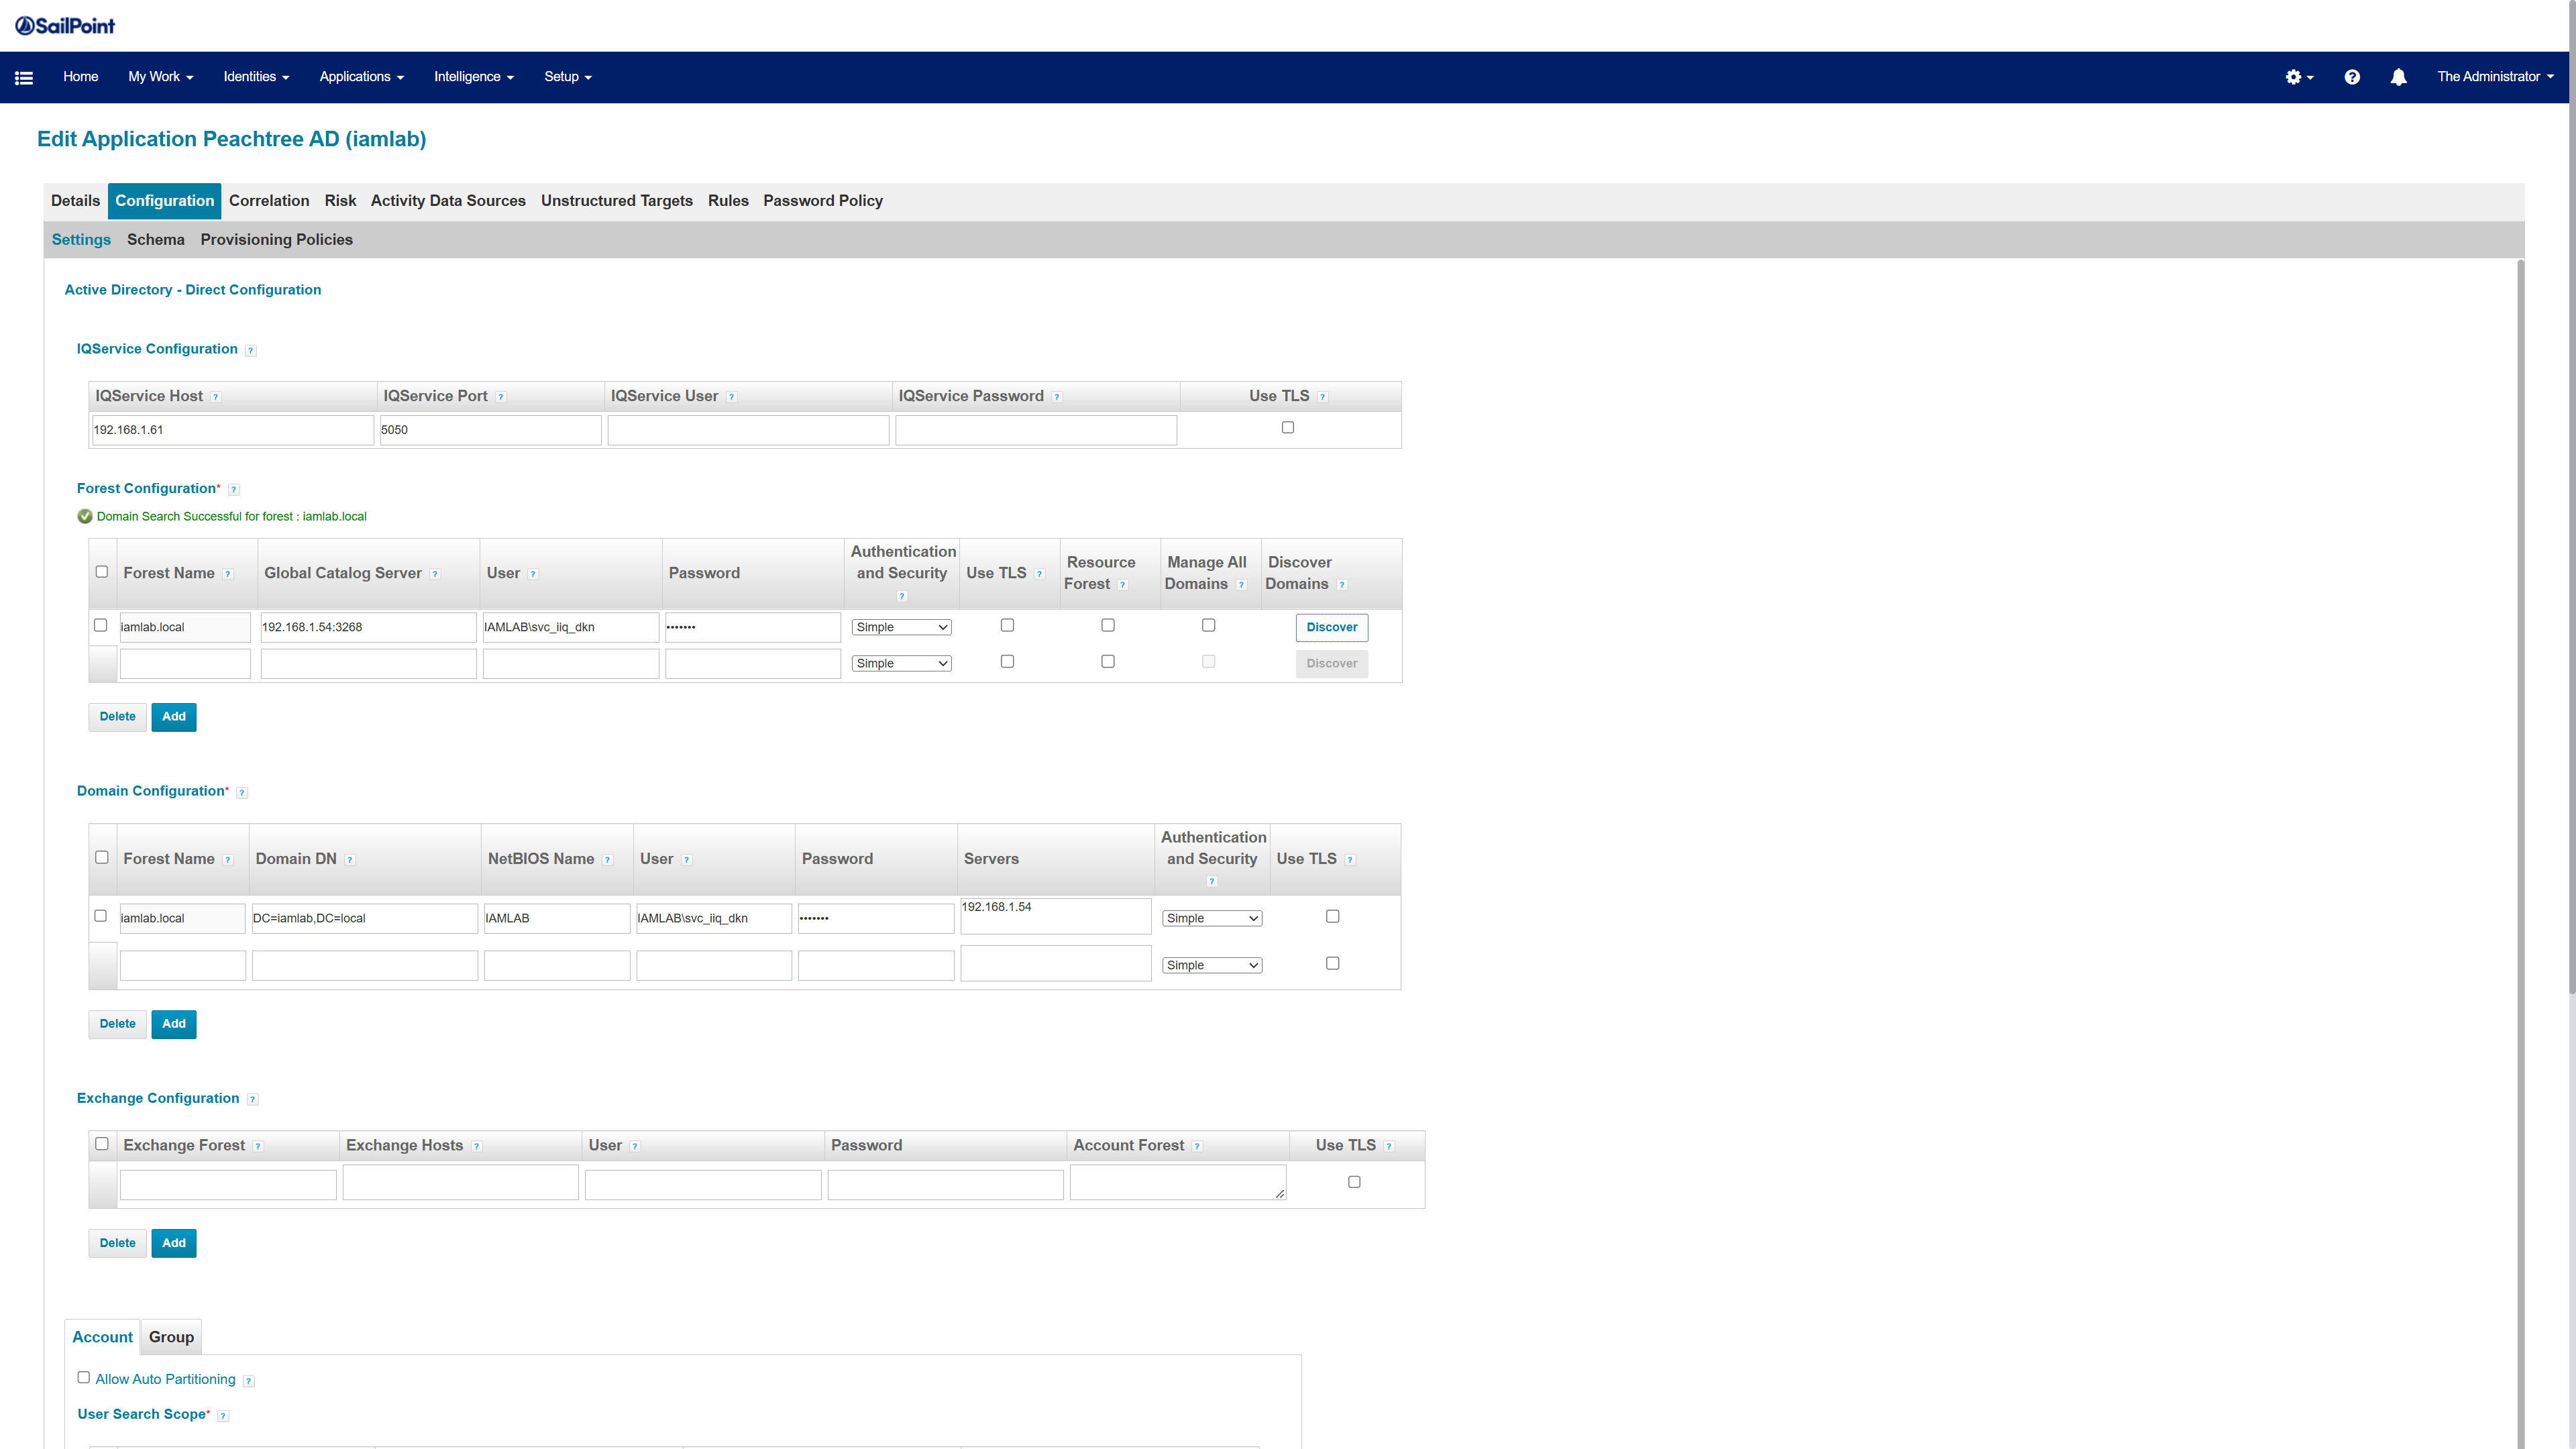 SailPoint
Home My Work Identities Applications Intelligence Setup The Administrator
Edit Application Peachtree AD (iamlab)
Details Configuration Correlation Risk Activity Data Sources Unstructured Targets Rules Password Policy
Settings Schema Provisioning Policies
Active Directory - Direct Configuration
IQService Configuration ?
IQService Host ? IQService Port ? IQService User ? IQService Password ? Use TLS ?
192.168.1.61 5050
Forest Configuration* ?
Domain Search Successful for forest : iamlab.local
Forest Name ? Global Catalog Server ? User ? Password Authentication and Security ? Use TLS ? Resource Forest ? Manage All Domains ? Discover Domains ?
iamlab.local 192.168.1.54:3268 IAMLAB\svc_iiq_dkn ••••••• Simple Discover
Simple Discover
Delete Add
Domain Configuration* ?
Forest Name ? Domain DN ? NetBIOS Name ? User ? Password Servers Authentication and Security ? Use TLS ?
iamlab.local DC=iamlab,DC=local IAMLAB IAMLAB\svc_iiq_dkn ••••••• 192.168.1.54 Simple
Simple
Delete Add
Exchange Configuration ?
Exchange Forest ? Exchange Hosts ? User ? Password Account Forest ? Use TLS ?
Delete Add
Account Group
Allow Auto Partitioning ?
User Search Scope* ?